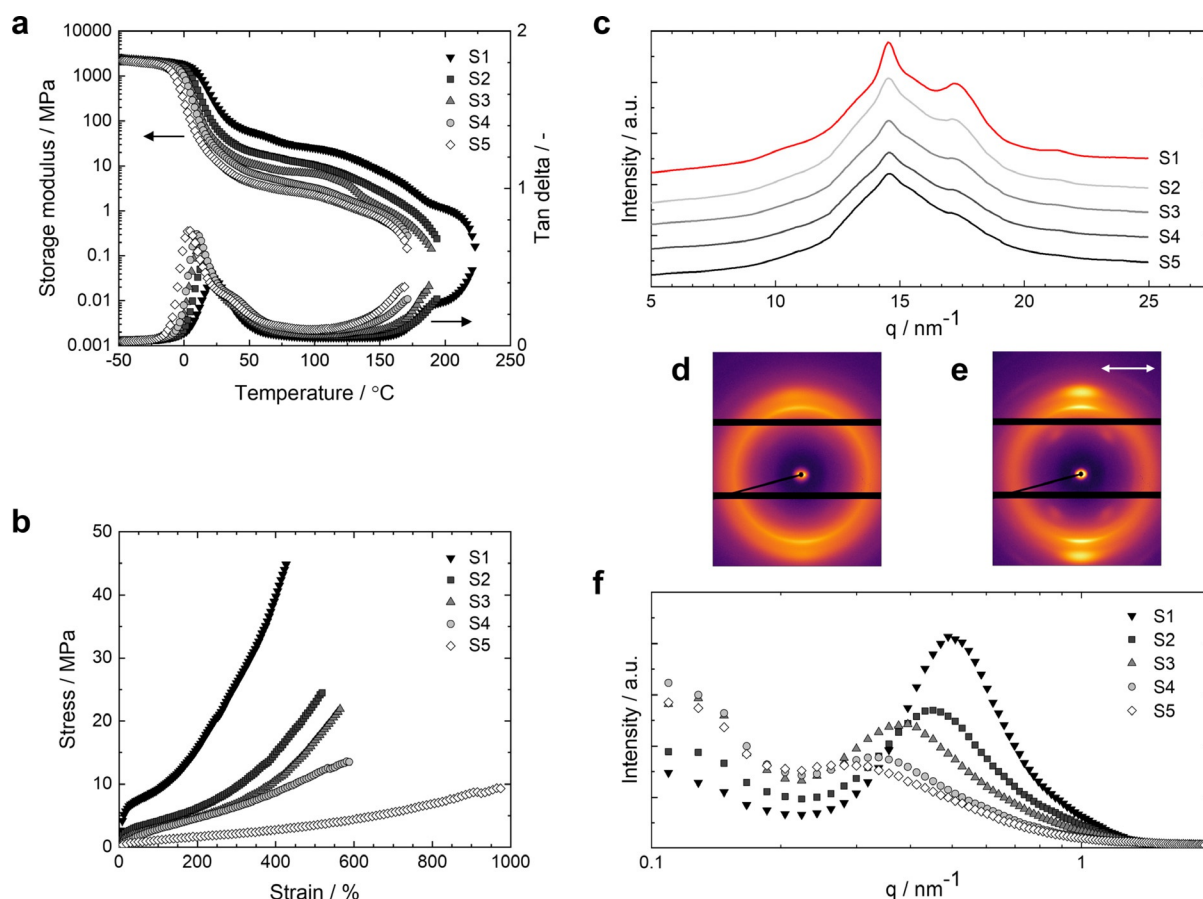 a
Storage modulus / MPa
10000
1000
100
10
1
0.1
0.01
0.001
-50
0
50
100
150
200
250
Temperature / °C
2
1
0
Tan delta / -
S1
S2
S3
S4
S5
b
Stress / MPa
50
40
30
20
10
0
0
200
400
600
800
1000
Strain / %
S1
S2
S3
S4
S5
c
Intensity / a.u.
S1
S2
S3
S4
S5
5
10
15
20
25
q / nm⁻¹
d
e
f
Intensity / a.u.
S1
S2
S3
S4
S5
0.1
1
q / nm⁻¹